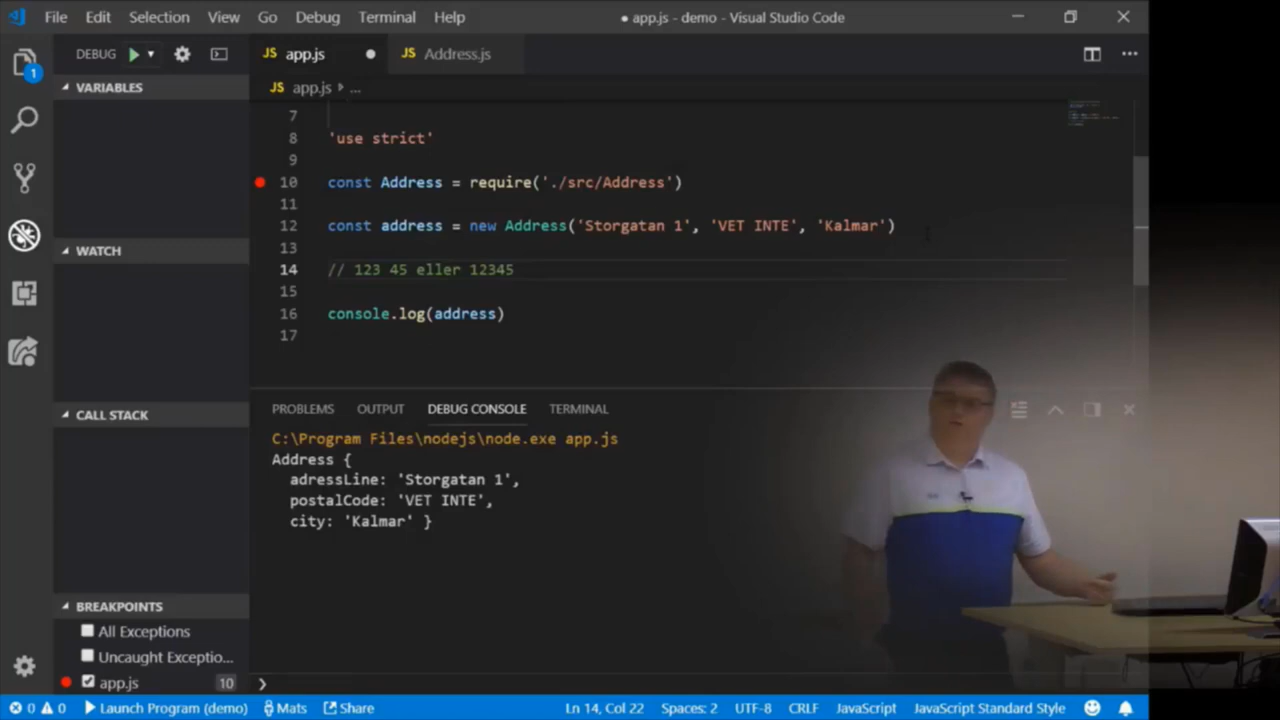 File Edit Selection View Go Debug Terminal Help
● app.js - demo - Visual Studio Code
DEBUG
JS app.js ●
JS Address.js
1
JS app.js ...
VARIABLES
WATCH
CALL STACK
BREAKPOINTS
All Exceptions
Uncaught Exceptio...
app.js 10
7
8 'use strict'
9
10 const Address = require('./src/Address')
11
12 const address = new Address('Storgatan 1', 'VET INTE', 'Kalmar')
13
14 // 123 45 eller 12345
15
16 console.log(address)
17
PROBLEMS OUTPUT DEBUG CONSOLE TERMINAL
C:\Program Files\nodejs\node.exe app.js
Address {
adressLine: 'Storgatan 1',
postalCode: 'VET INTE',
city: 'Kalmar' }
❯
0 0 Launch Program (demo) Mats Share Ln 14, Col 22 Spaces: 2 UTF-8 CRLF JavaScript JavaScript Standard Style